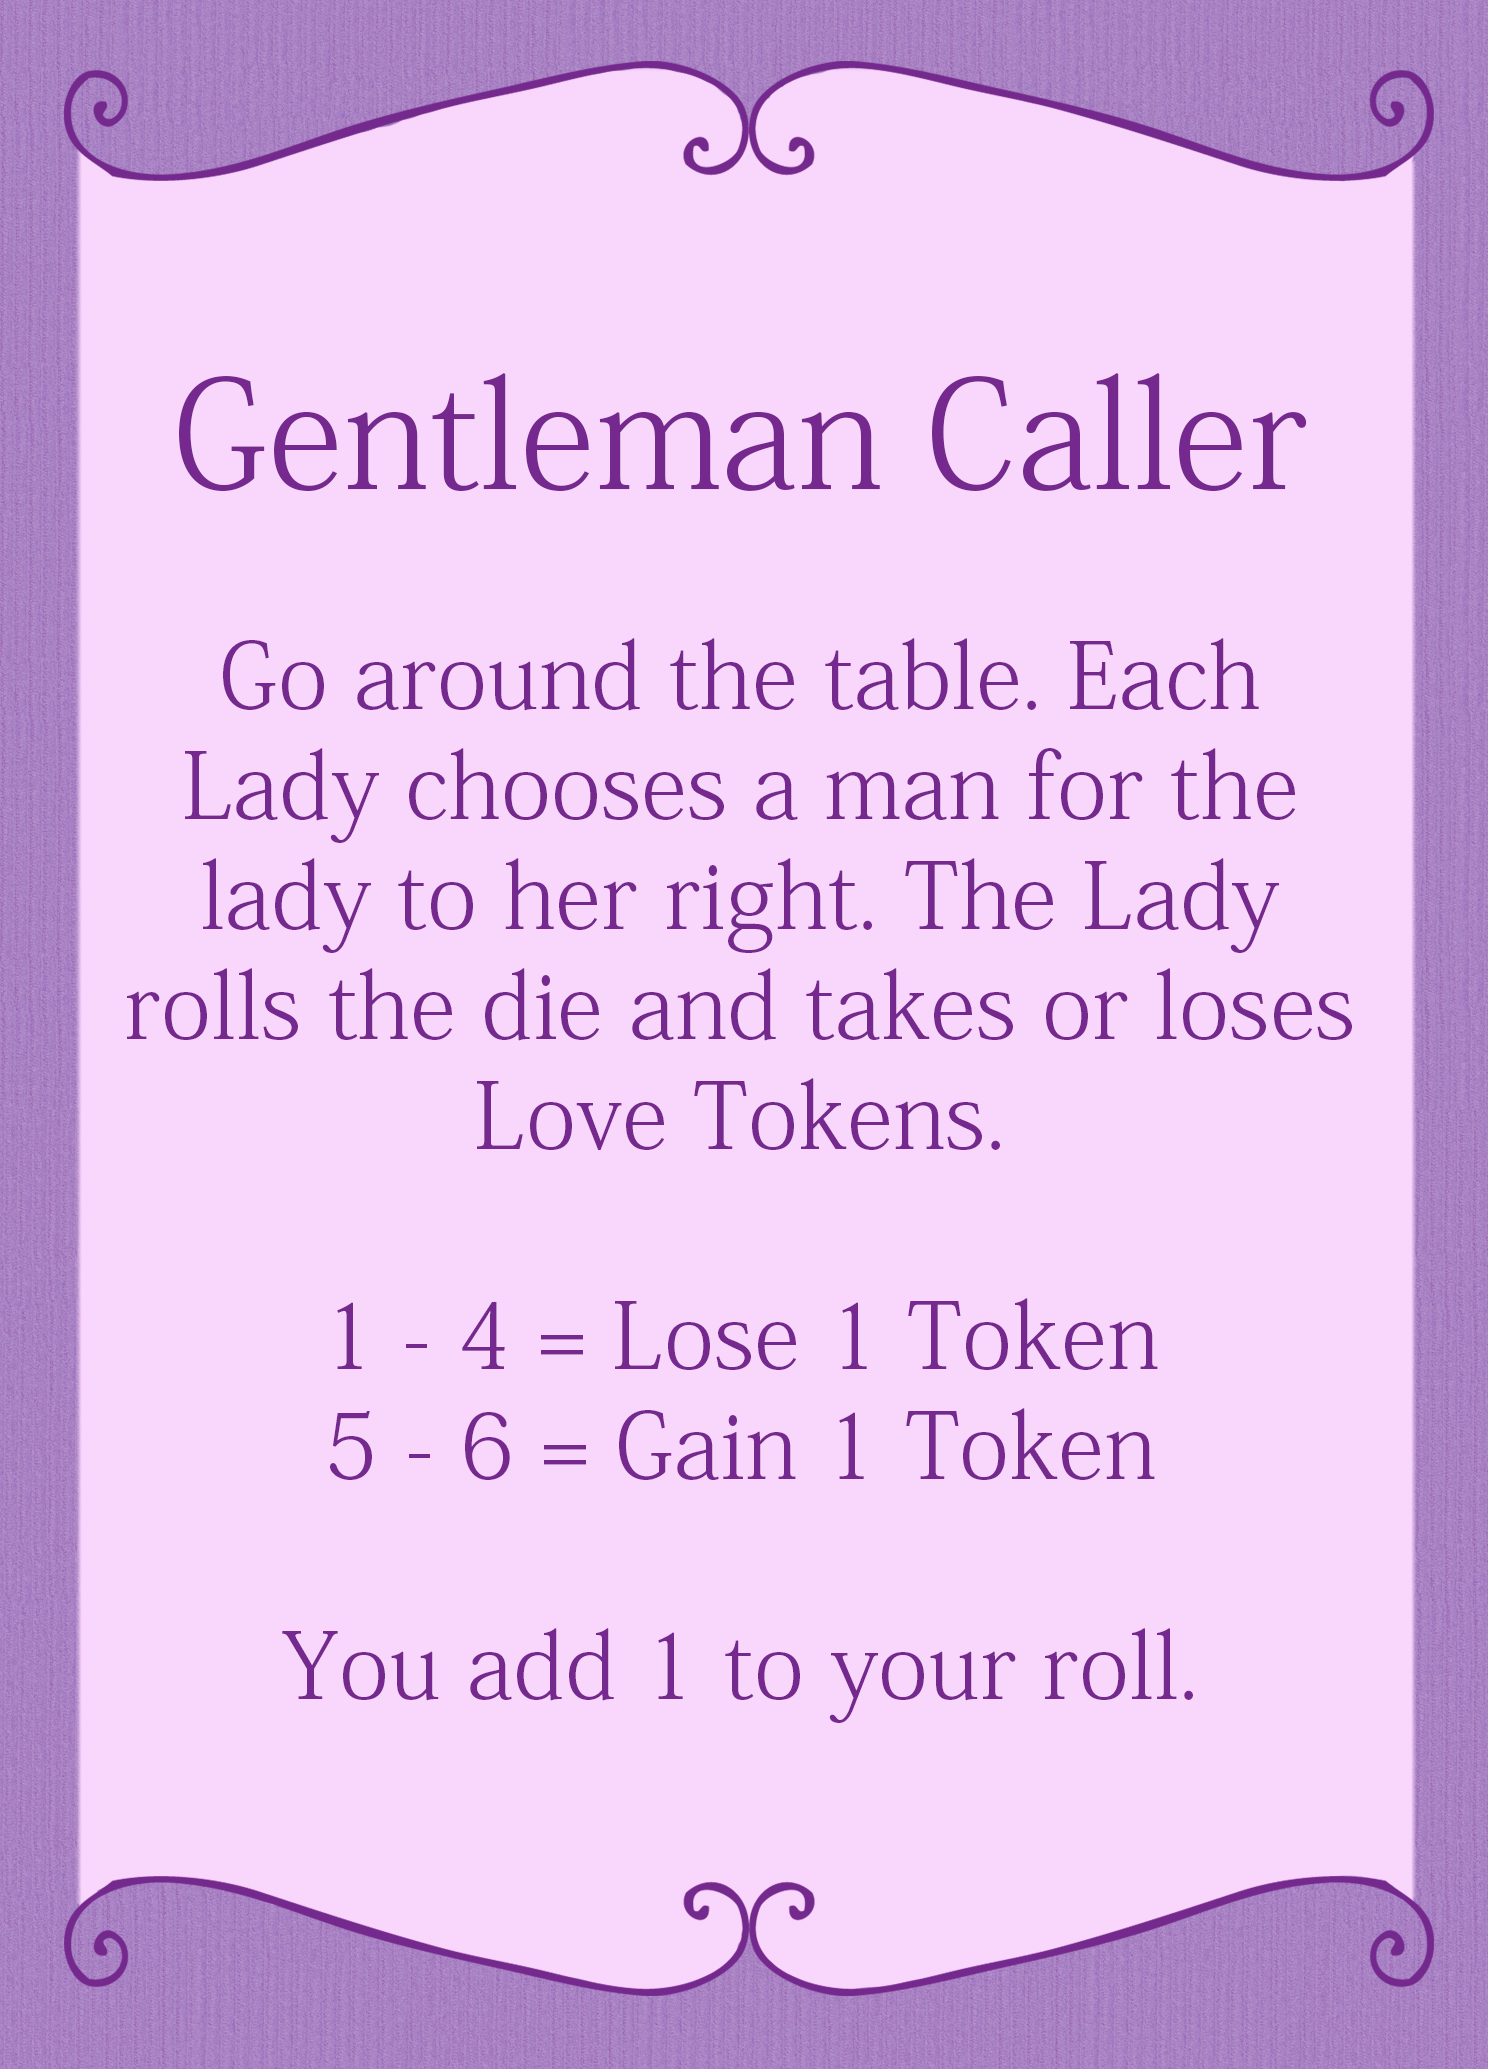 Gentleman Caller
Go around the table. Each
Lady chooses a man for the
lady to her right. The Lady
rolls the die and takes or loses
Love Tokens.
1 - 4 = Lose 1 Token
5 - 6 = Gain 1 Token
You add 1 to your roll.